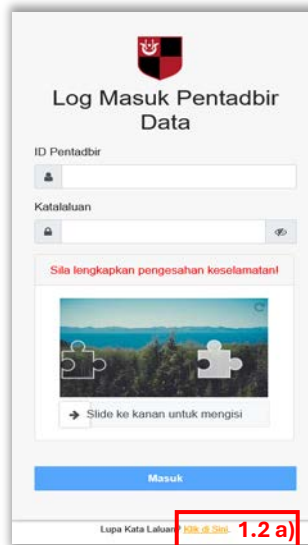 Log Masuk Pentadbir
Data
ID Pentadbir
Katalaluan
Sila lengkapkan pengesahan keselamatan!
Slide ke kanan untuk mengisi
Masuk
Lupa Kata Laluan? Klik di Sini. 1.2 a)